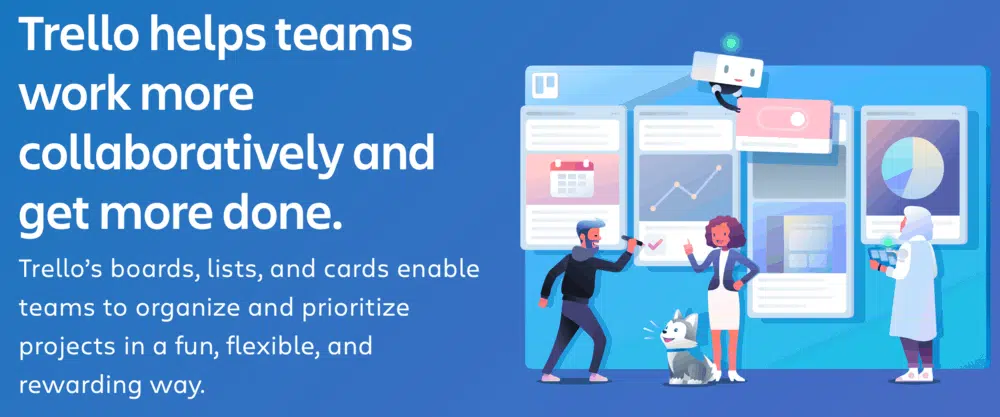 Trello helps teams
work more
collaboratively and
get more done.
Trello’s boards, lists, and cards enable
teams to organize and prioritize
projects in a fun, flexible, and
rewarding way.